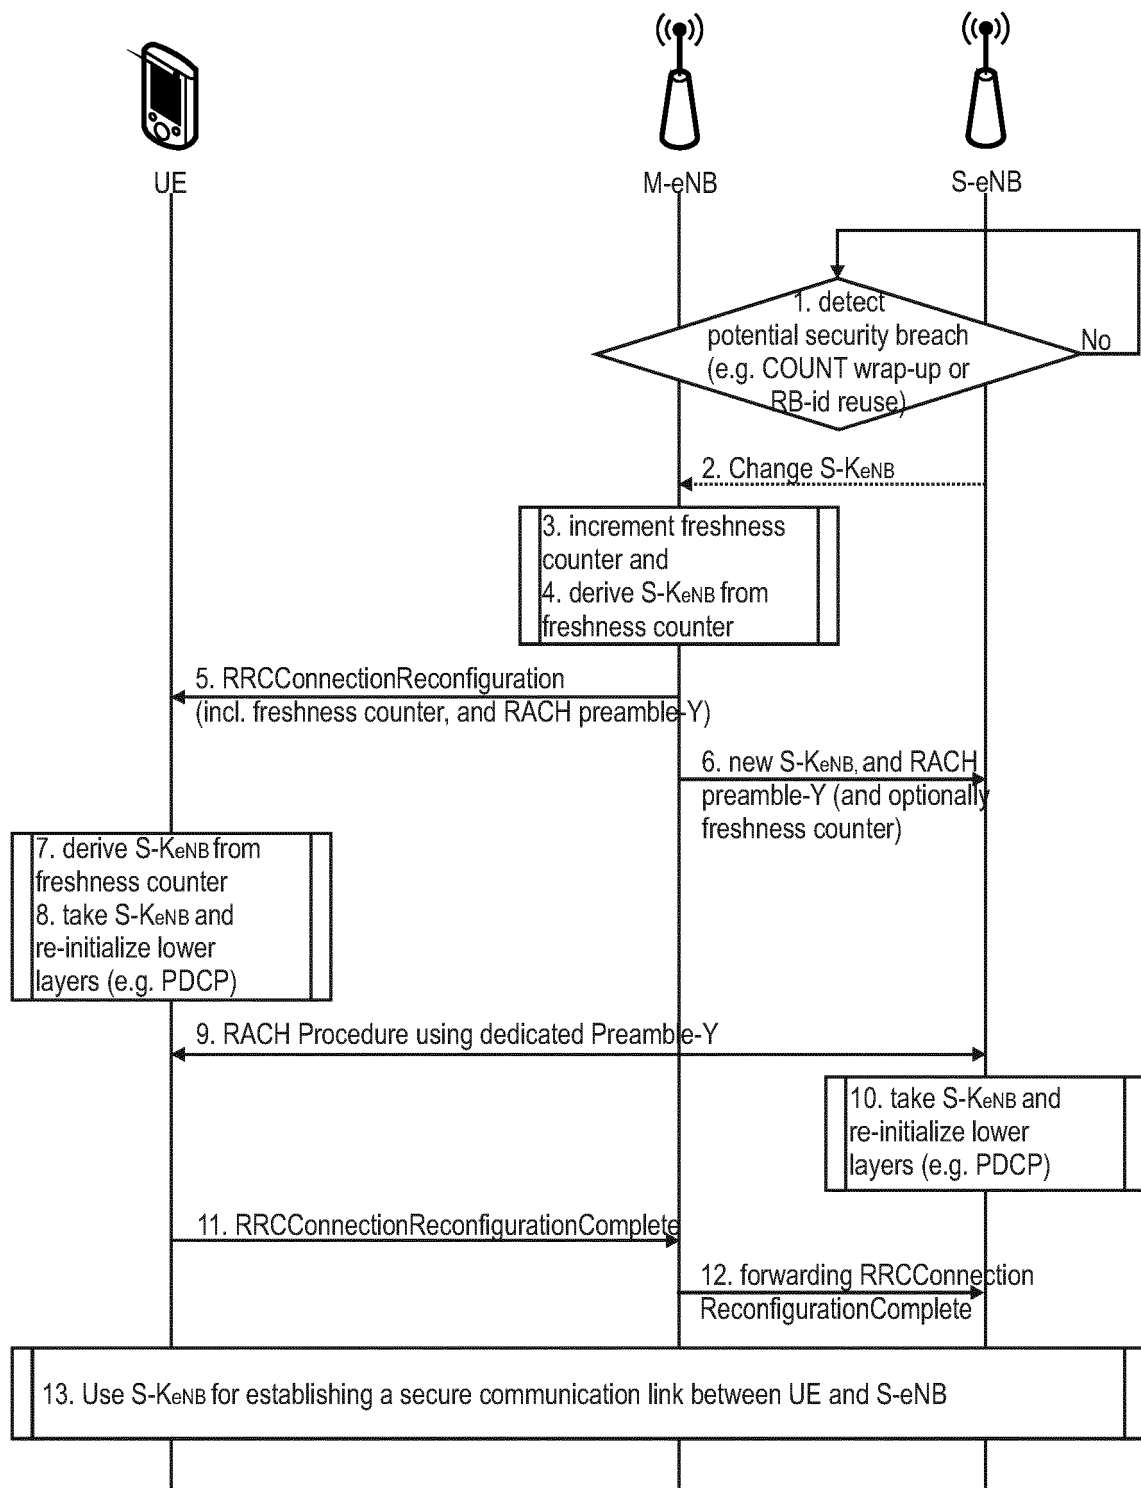 UE
M-eNB
S-eNB
1. detect
potential security breach
(e.g. COUNT wrap-up or
RB-id reuse)
No
2. Change S-KeNB
3. increment freshness
counter and
4. derive S-KeNB from
freshness counter
5. RRCConnectionReconfiguration
(incl. freshness counter, and RACH preamble-Y)
6. new S-KeNB, and RACH
preamble-Y (and optionally
freshness counter)
7. derive S-KeNB from
freshness counter
8. take S-KeNB and
re-initialize lower
layers (e.g. PDCP)
9. RACH Procedure using dedicated Preamble-Y
10. take S-KeNB and
re-initialize lower
layers (e.g. PDCP)
11. RRCConnectionReconfigurationComplete
12. forwarding RRCConnection
ReconfigurationComplete
13. Use S-KeNB for establishing a secure communication link between UE and S-eNB